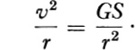 v²/r = GS/r².